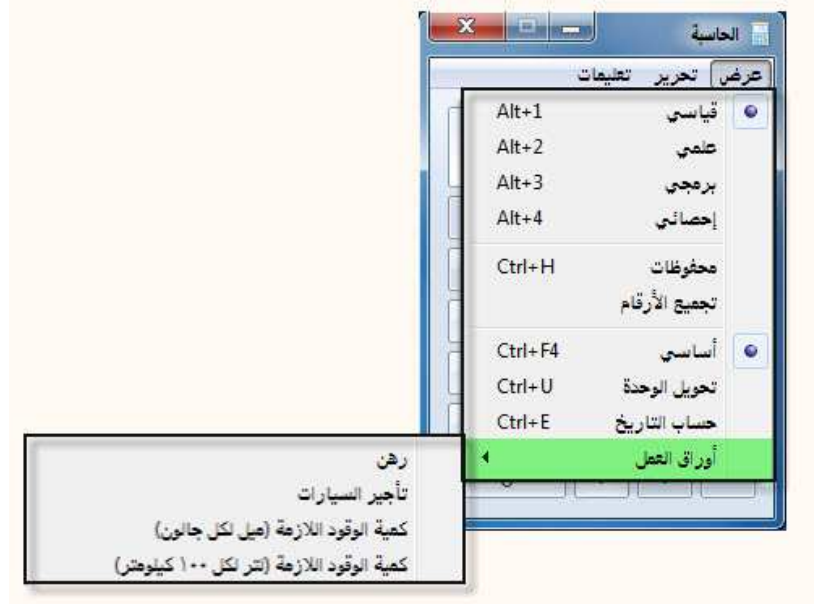 الحاسبة
عرض تحرير تعليمات
قياسي Alt+1
علمي Alt+2
برمجي Alt+3
إحصائي Alt+4
محفوظات Ctrl+H
تجميع الأرقام
أساسي Ctrl+F4
تحويل الوحدة Ctrl+U
حساب التاريخ Ctrl+E
أوراق العمل
رهن
تأجير السيارات
كمية الوقود اللازمة (ميل لكل جالون)
كمية الوقود اللازمة (لتر لكل ١٠٠ كيلومتر)